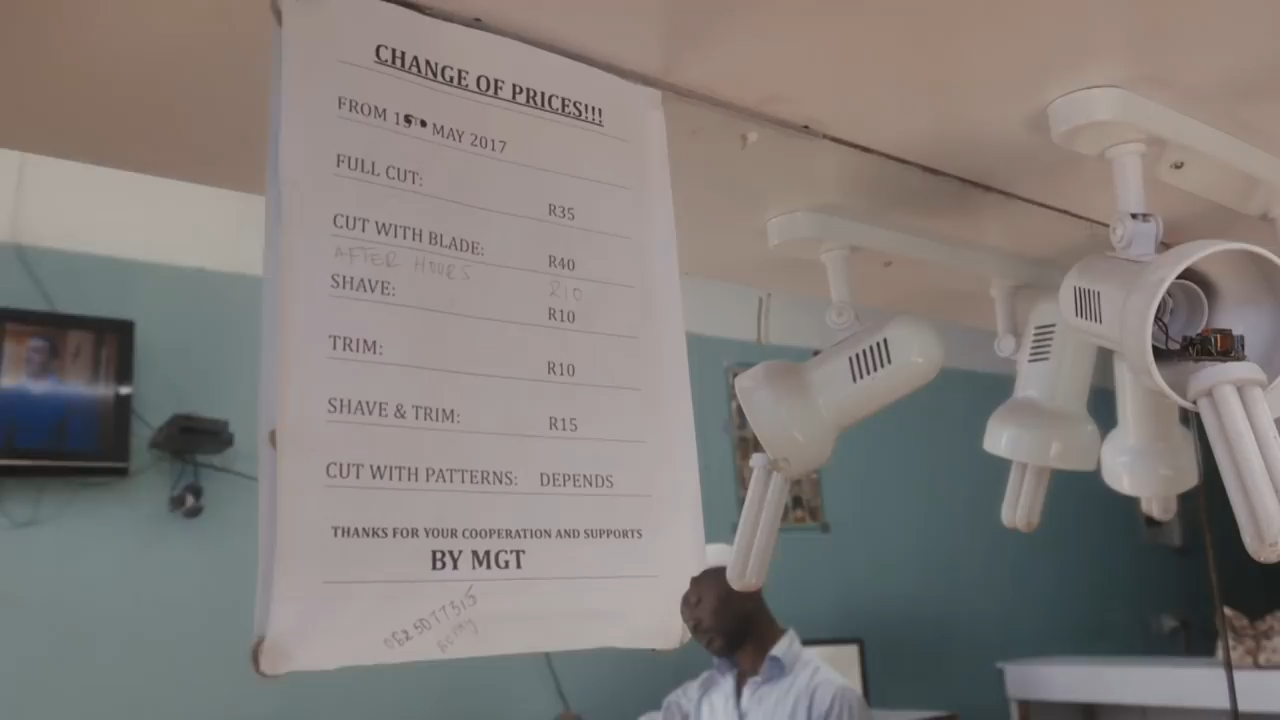 CHANGE OF PRICES!!!
FROM 15TH MAY 2017
FULL CUT:
R35
CUT WITH BLADE:
R40
AFTER HOURS R10
SHAVE:
R10
TRIM:
R10
SHAVE & TRIM: R15
CUT WITH PATTERNS: DEPENDS
THANKS FOR YOUR COOPERATION AND SUPPORTS
BY MGT
0625077315